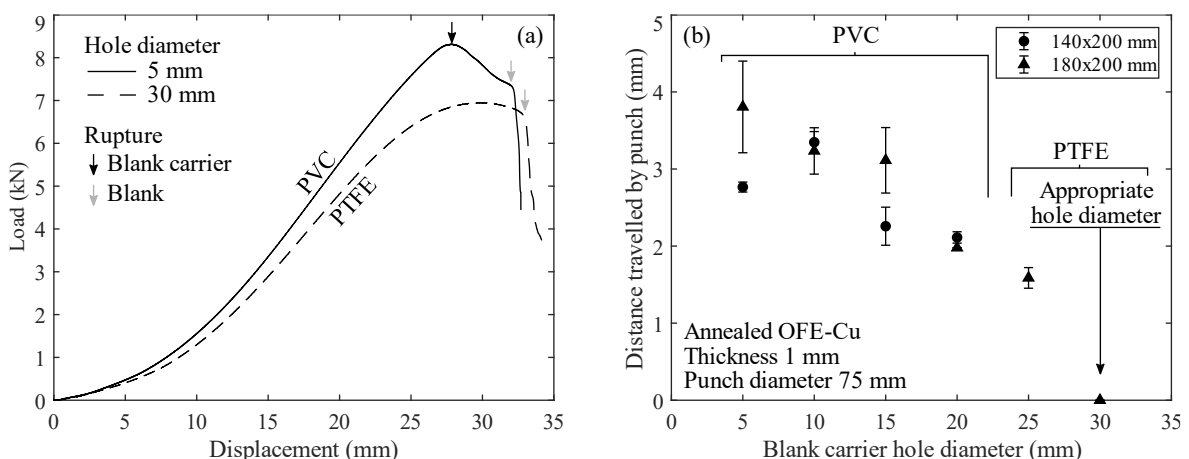 (a)
Hole diameter
5 mm
30 mm
Rupture
Blank carrier
Blank
PVC
PTFE
9
8
7
6
5
4
3
2
1
0
0 5 10 15 20 25 30 35
Load (kN)
Displacement (mm)
(b)
PVC
140x200 mm
180x200 mm
PTFE
Appropriate
hole diameter
Annealed OFE-Cu
Thickness 1 mm
Punch diameter 75 mm
5
4
3
2
1
0
0 5 10 15 20 25 30 35
Distance travelled by punch (mm)
Blank carrier hole diameter (mm)